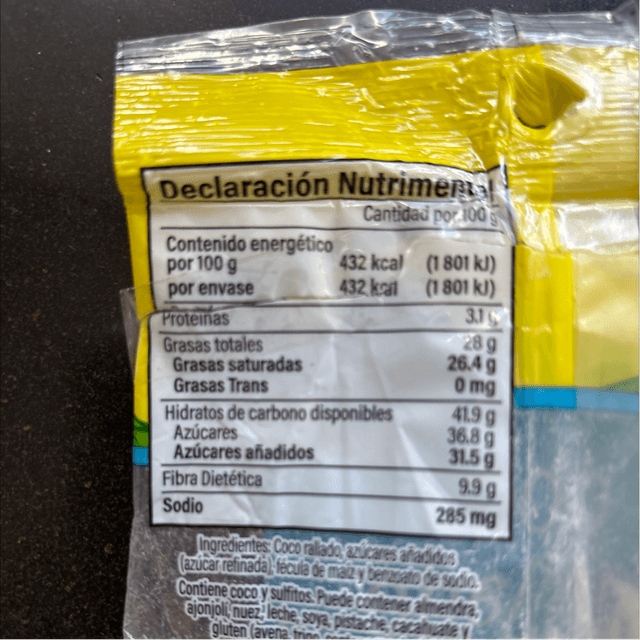 Declaración Nutrimental
Cantidad por 100 g
Contenido energético
por 100 g 432 kcal (1 801 kJ)
por envase 432 kcal (1 801 kJ)
Proteínas 3.1 g
Grasas totales 28 g
Grasas saturadas 26.4 g
Grasas Trans 0 mg
Hidratos de carbono disponibles 41.9 g
Azúcares 36.8 g
Azúcares añadidos 31.5 g
Fibra Dietética 9.9 g
Sodio 285 mg
Ingredientes: Coco rallado, azúcares añadidos
(azúcar refinada), fécula de maíz y benzoato de sodio.
Contiene coco y sulfitos. Puede contener almendra,
ajonjolí, nuez, leche, soya, pistache, cacahuate y
gluten (avena, trigo,